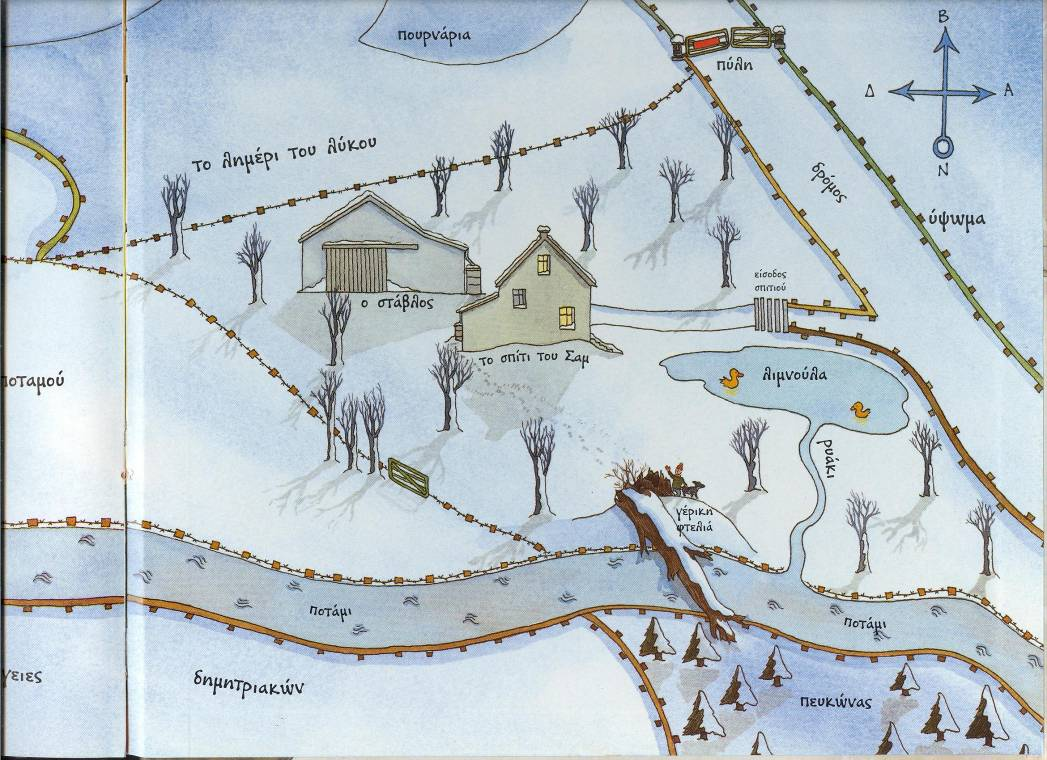 πουρνάρια
Β
πύλη
Δ
Α
το λημέρι του λύκου
Ν
δρόμος
ύψωμα
είσοδος
σπιτιού
ο στάβλος
το σπίτι του Σαμ
λιμνούλα
ποταμού
ρυάκι
γέρικη
φτελιά
ποτάμι
ποτάμι
δημητριακών
πευκώνας